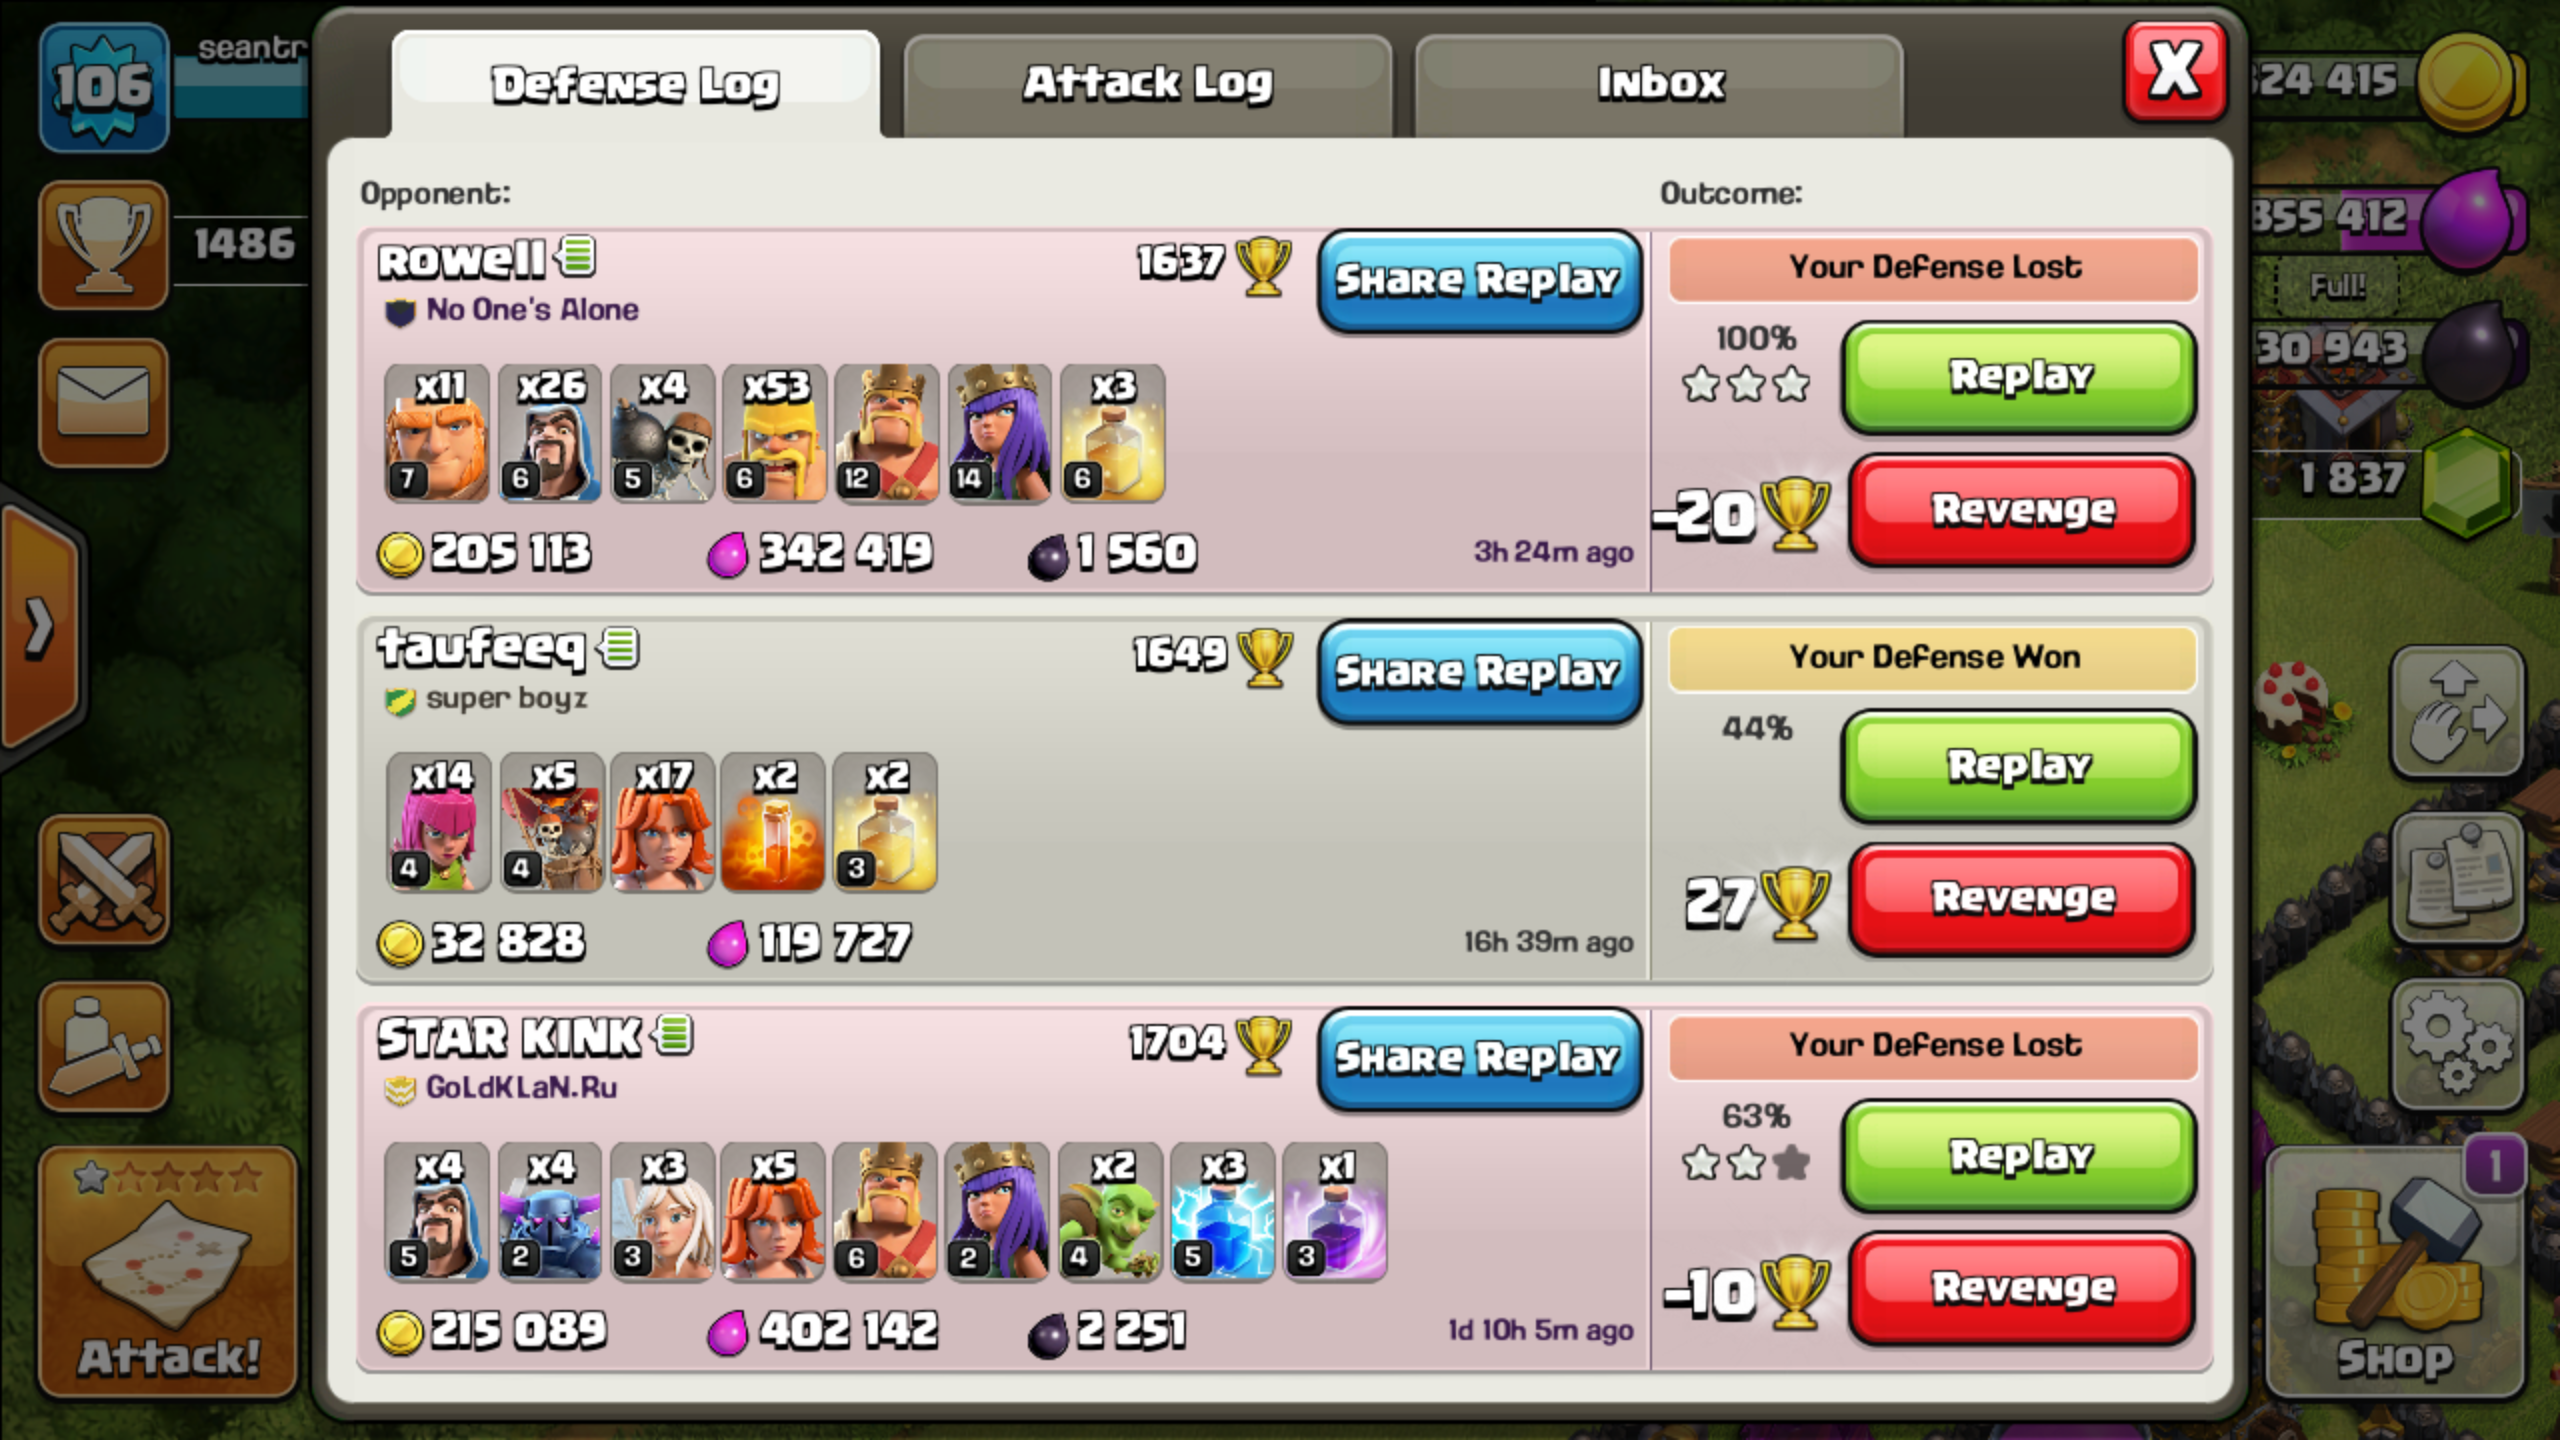 106
seantr
1486
Defense Log
Attack Log
Inbox
X
24 415
355 412
Full!
30 943
1 837
Opponent:
Outcome:
Rowell
1637
Share Replay
Your Defense Lost
No One's Alone
100%
Replay
x11 x26 x4 x53 x3
7 6 5 6 12 14 6
-20
Revenge
205 113
342 419
1 560
3h 24m ago
taufeeq
1649
Share Replay
Your Defense Won
super boyz
44%
Replay
x14 x5 x17 x2 x2
4 4 3
27
Revenge
32 828
119 727
16h 39m ago
STAR KINK
1704
Share Replay
Your Defense Lost
GoLdKLaN.Ru
63%
Replay
x4 x4 x3 x5 x2 x3 x1
5 2 3 6 2 4 5 3
-10
Revenge
215 089
402 142
2 251
1d 10h 5m ago
Attack!
1
Shop